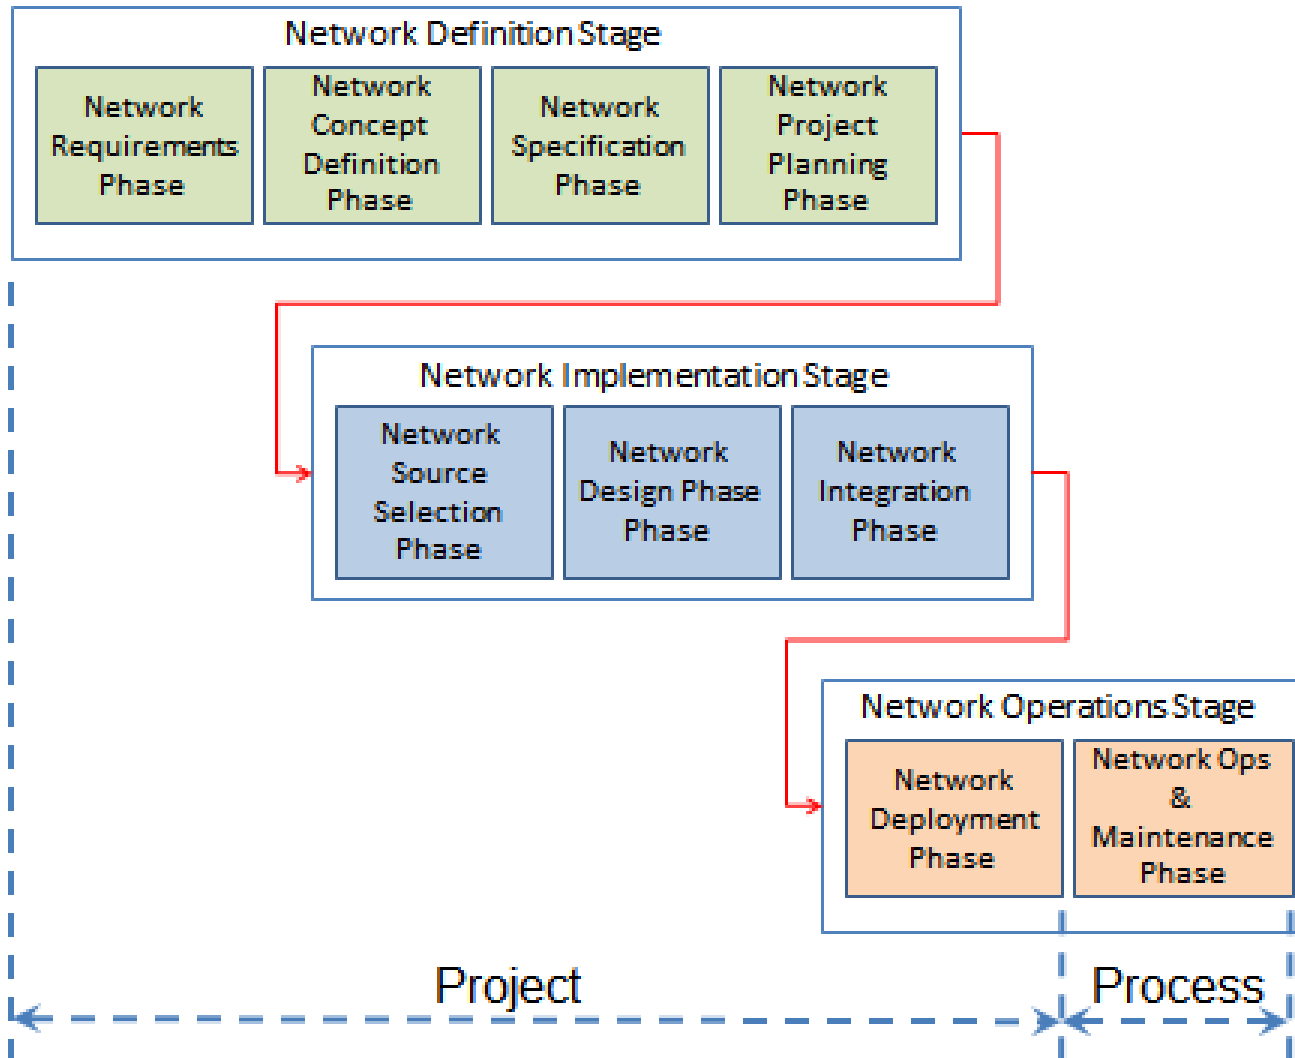 Network Definition Stage
Network
Requirements
Phase
Network
Concept
Definition
Phase
Network
Specification
Phase
Network
Project
Planning
Phase
Network Implementation Stage
Network
Source
Selection
Phase
Network
Design Phase
Phase
Network
Integration
Phase
Network Operations Stage
Network
Deployment
Phase
Network Ops
&
Maintenance
Phase
Project
Process